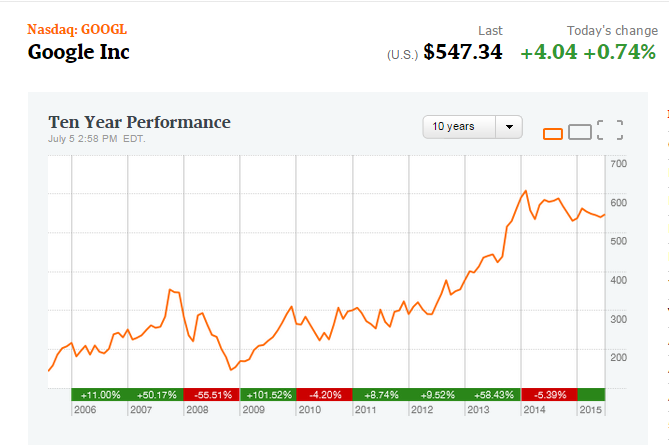 Nasdaq: GOOGL
Google Inc
Last
(U.S.) $547.34
Today's change
+4.04 +0.74%
Ten Year Performance
July 5 2:58 PM EDT.
10 years
700
600
500
400
300
200
+11.00% +50.17% -55.51% +101.52% -4.20% +8.74% +9.52% +58.43% -5.39%
2006 2007 2008 2009 2010 2011 2012 2013 2014 2015